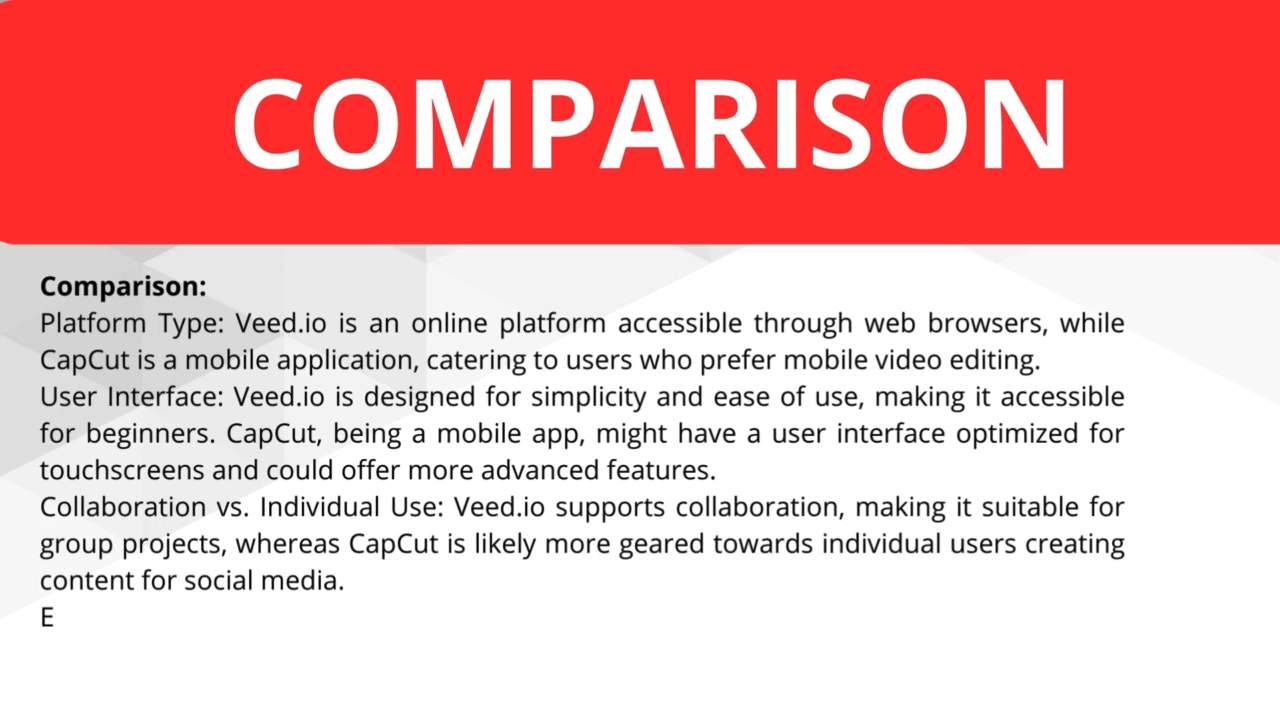 COMPARISON
Comparison:
Platform Type: Veed.io is an online platform accessible through web browsers, while
CapCut is a mobile application, catering to users who prefer mobile video editing.
User Interface: Veed.io is designed for simplicity and ease of use, making it accessible
for beginners. CapCut, being a mobile app, might have a user interface optimized for
touchscreens and could offer more advanced features.
Collaboration vs. Individual Use: Veed.io supports collaboration, making it suitable for
group projects, whereas CapCut is likely more geared towards individual users creating
content for social media.
E